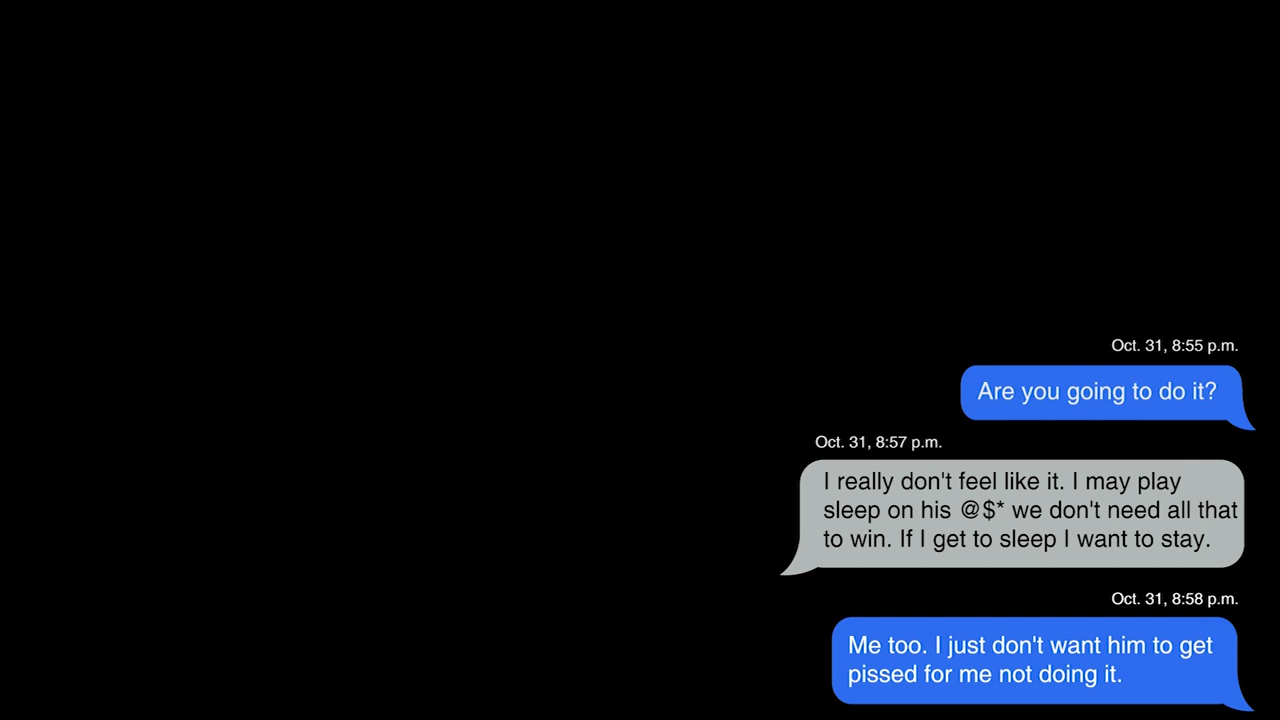 Oct. 31, 8:55 p.m.
Are you going to do it?
Oct. 31, 8:57 p.m.
I really don't feel like it. I may play
sleep on his @$* we don't need all that
to win. If I get to sleep I want to stay.
Oct. 31, 8:58 p.m.
Me too. I just don't want him to get
pissed for me not doing it.